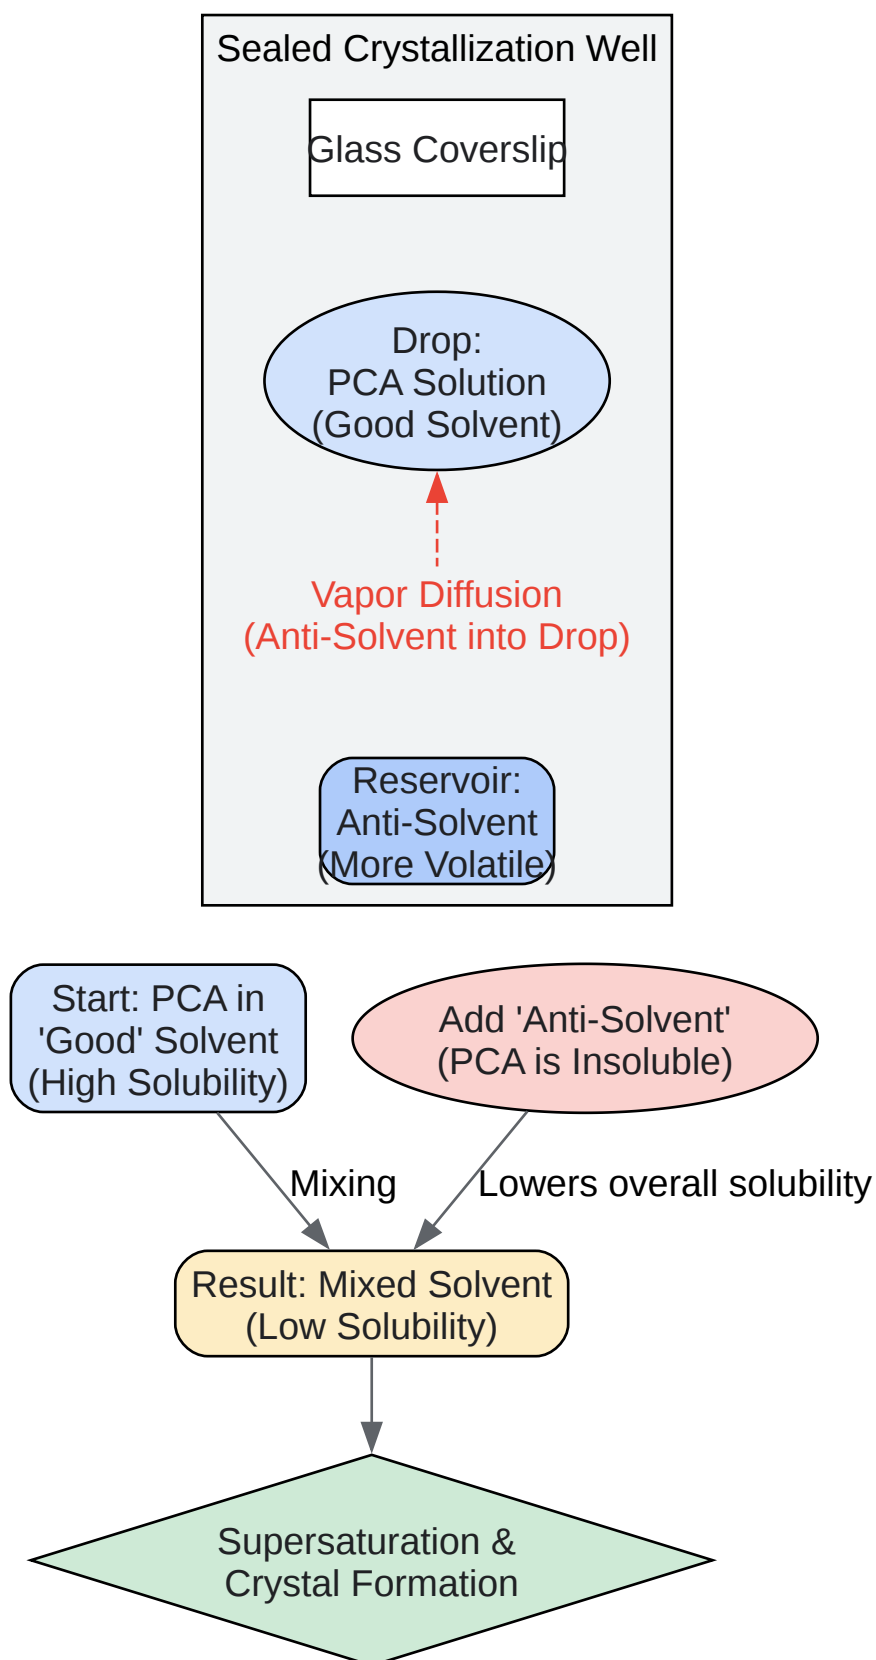 Sealed Crystallization Well
Glass Coverslip
Drop:
PCA Solution
(Good Solvent)
Vapor Diffusion
(Anti-Solvent into Drop)
Reservoir:
Anti-Solvent
(More Volatile)
Start: PCA in
'Good' Solvent
(High Solubility)
Add 'Anti-Solvent'
(PCA is Insoluble)
Mixing
Lowers overall solubility
Result: Mixed Solvent
(Low Solubility)
Supersaturation &
Crystal Formation